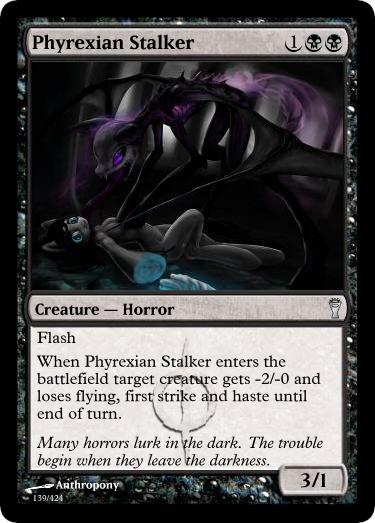 Phyrexian Stalker 1
Creature — Horror
Flash
When Phyrexian Stalker enters the
battlefield target creature gets -2/-0 and
loses flying, first strike and haste until
end of turn.
Many horrors lurk in the dark. The trouble
begin when they leave the darkness.
3/1
Anthropony
139/424